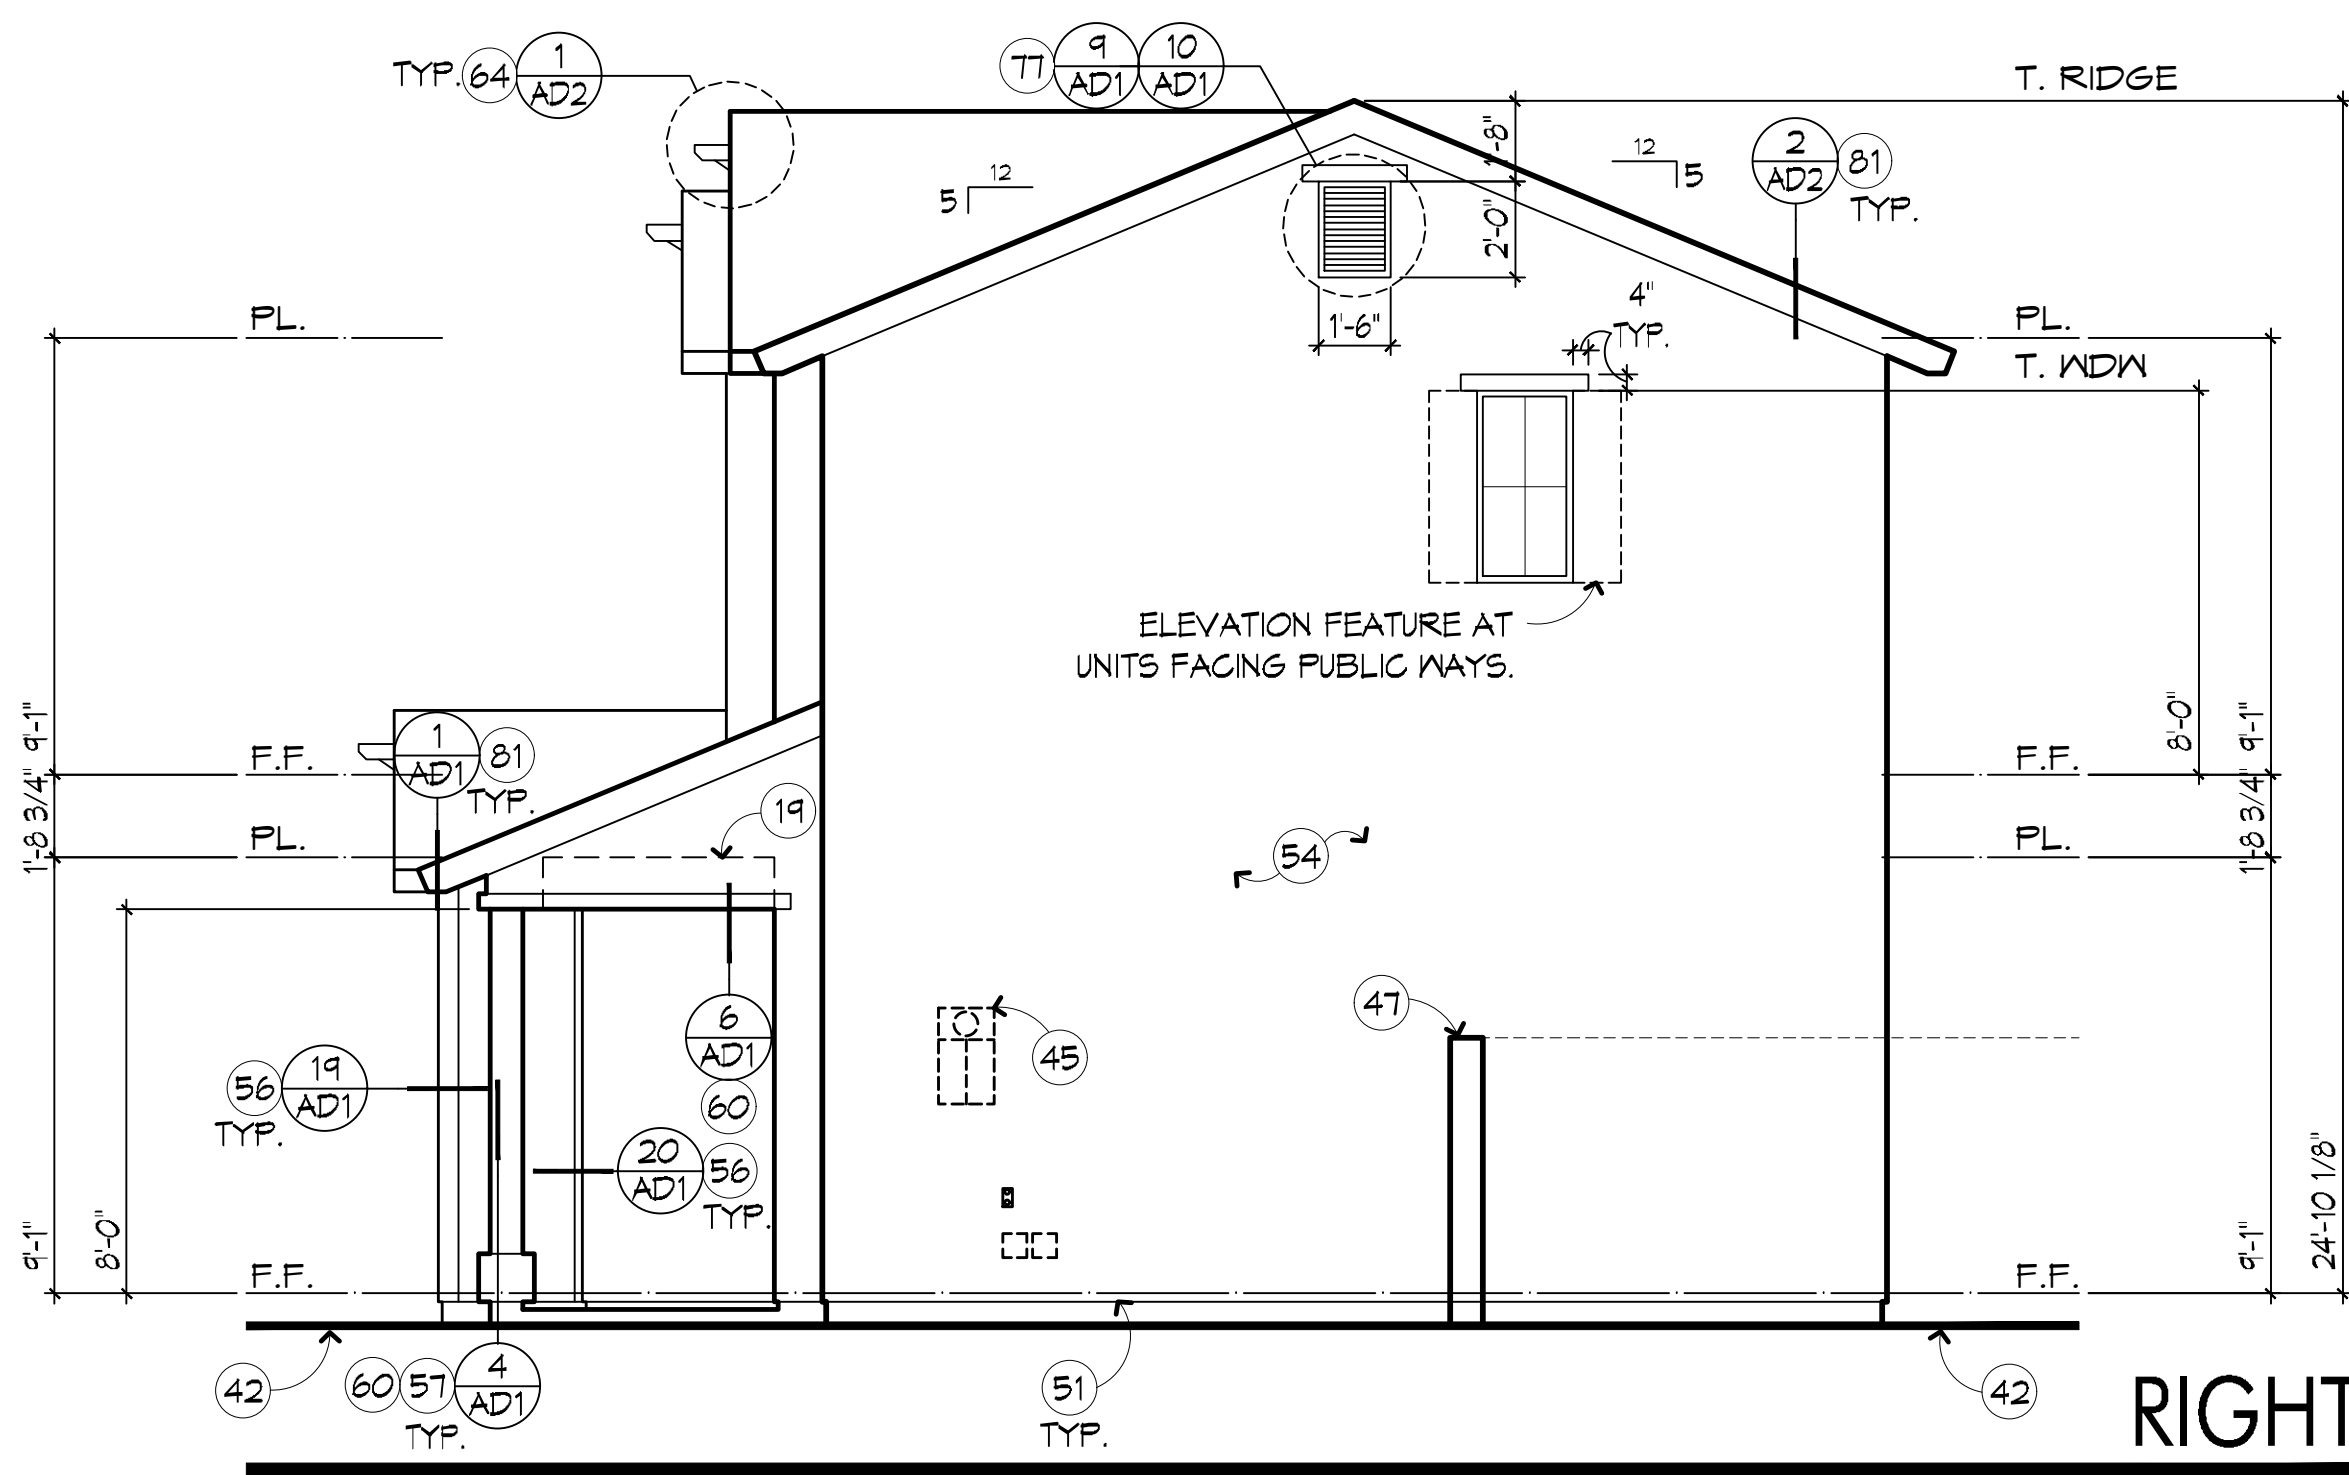 TYP. 64 1
AD2
77 9 10
AD1 AD1
T. RIDGE
12
5
12
5
2 81
AD2
TYP.
1'-8"
2'-0"
1'-6"
4"
TYP.
PL.
PL.
T. WDW
ELEVATION FEATURE AT
UNITS FACING PUBLIC WAYS.
9'-1"
1'-8 3/4"
9'-1"
8'-0"
F.F.
PL.
F.F.
1 81
AD1
TYP.
19
54
F.F.
PL.
F.F.
8'-0"
9'-1"
1'-8 3/4"
9'-1"
24'-10 1/8"
45
47
6
AD1
60
56 19
AD1
TYP.
20 56
AD1
TYP.
42
60 57 4
AD1
TYP.
51
TYP.
42
RIGHT